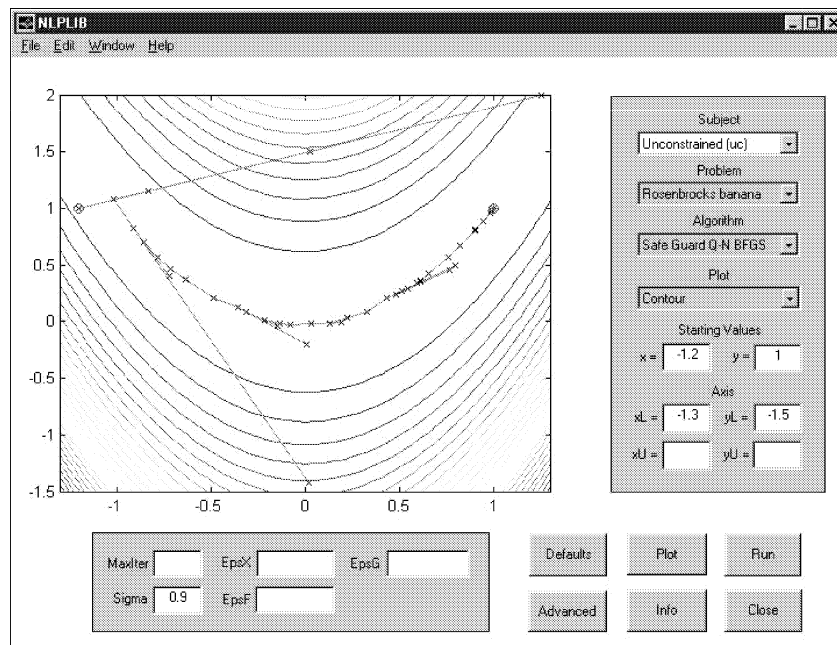 NLPLIB
File Edit Window Help
2
1.5
1
0.5
0
-0.5
-1
-1.5
-1 -0.5 0 0.5 1
Subject
Unconstrained (uc)
Problem
Rosenbrocks banana
Algorithm
Safe Guard Q-N BFGS
Plot
Contour
Starting Values
x = -1.2 y = 1
Axis
xL = -1.3 yL = -1.5
xU = yU =
MaxIter EpsX EpsG
Sigma 0.9 EpsF
Defaults Plot Run
Advanced Info Close